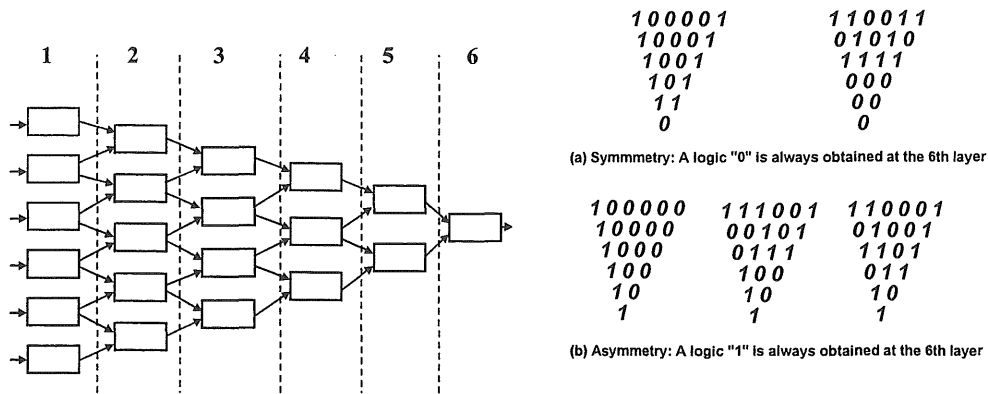 1 2 3 4 5 6
1 0 0 0 0 1
1 0 0 0 1
1 0 0 1
1 0 1
1 1
0
1 1 0 0 1 1
0 1 0 1 0
1 1 1 1
0 0 0
0 0
0
(a) Symmmetry: A logic "0" is always obtained at the 6th layer
1 0 0 0 0 0
1 0 0 0 0
1 0 0 0
1 0 0
1 0
1
1 1 1 0 0 1
0 0 1 0 1
0 1 1 1
1 0 0
1 0
1
1 1 0 0 0 1
0 1 0 0 1
1 1 0 1
0 1 1
1 0
1
(b) Asymmetry: A logic "1" is always obtained at the 6th layer